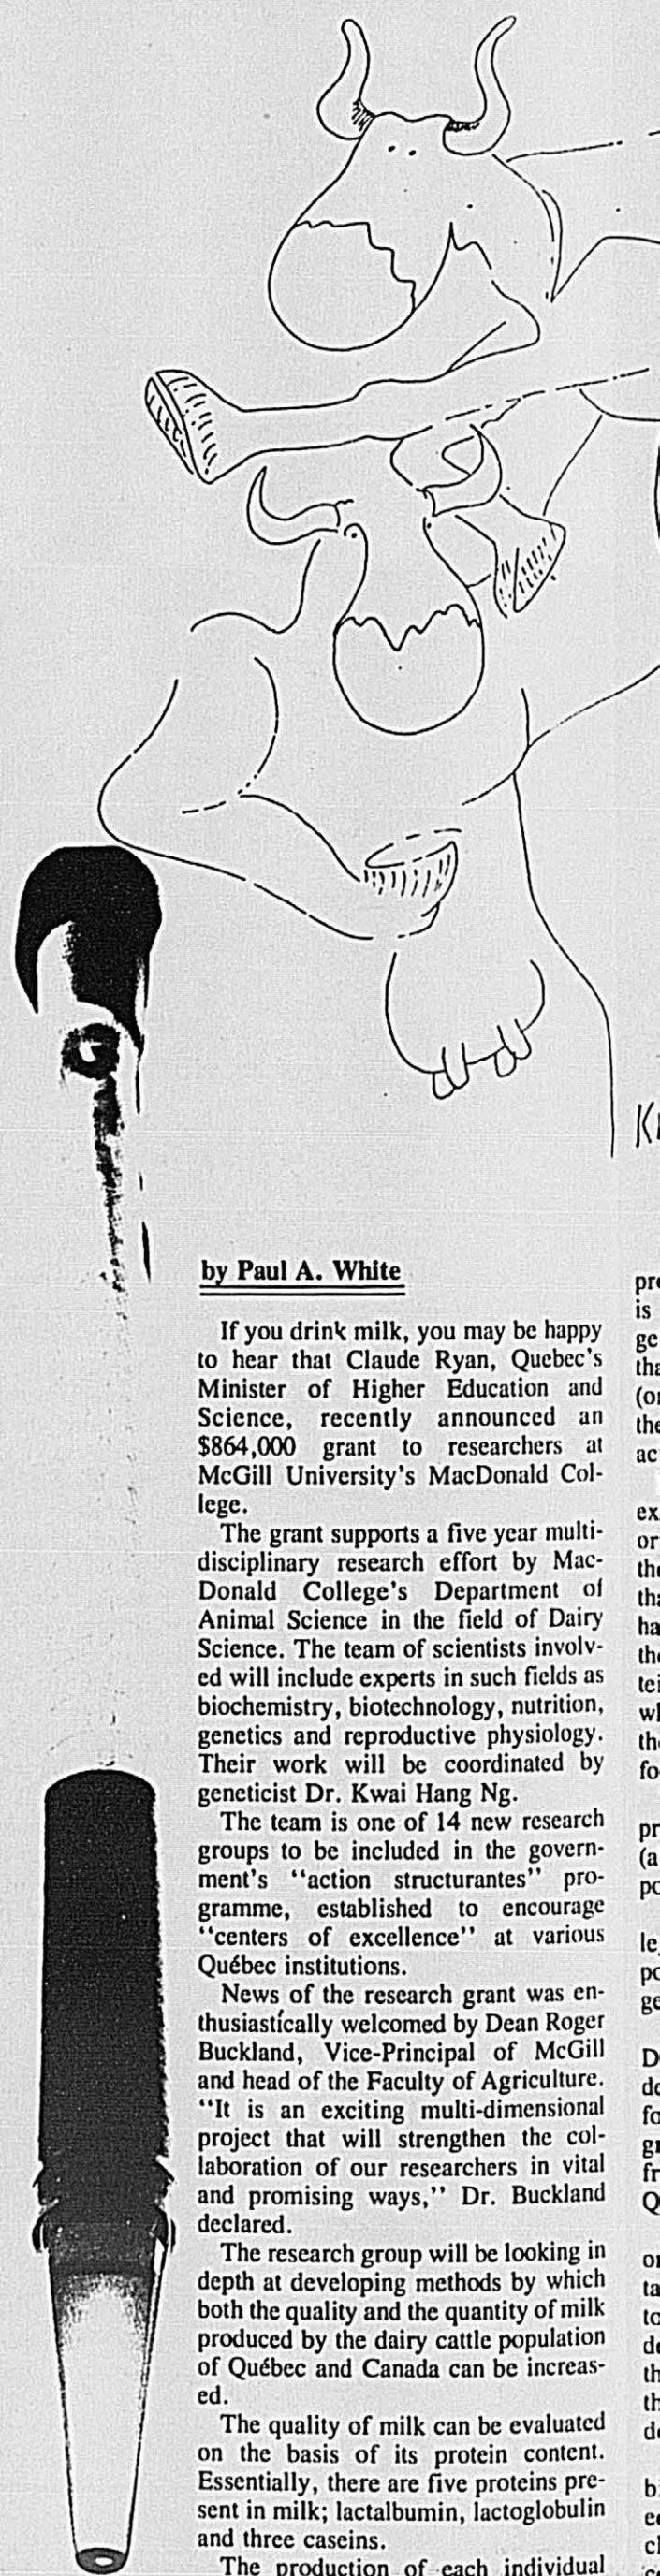 by Paul A. White
If you drink milk, you may be happy
to hear that Claude Ryan, Quebec's
Minister of Higher Education and
Science, recently announced an
$864,000 grant to researchers at
McGill University's MacDonald Col-
lege.
The grant supports a five year multi-
disciplinary research effort by Mac-
Donald College's Department of
Animal Science in the field of Dairy
Science. The team of scientists involv-
ed will include experts in such fields as
biochemistry, biotechnology, nutrition,
genetics and reproductive physiology.
Their work will be coordinated by
geneticist Dr. Kwai Hang Ng.
The team is one of 14 new research
groups to be included in the govern-
ment's "action structurantes" pro-
gramme, established to encourage
"centers of excellence" at various
Québec institutions.
News of the research grant was en-
thusiastically welcomed by Dean Roger
Buckland, Vice-Principal of McGill
and head of the Faculty of Agriculture.
"It is an exciting multi-dimensional
project that will strengthen the col-
laboration of our researchers in vital
and promising ways," Dr. Buckland
declared.
The research group will be looking in
depth at developing methods by which
both the quality and the quantity of milk
produced by the dairy cattle population
of Québec and Canada can be increas-
ed.
The quality of milk can be evaluated
on the basis of its protein content.
Essentially, there are five proteins pre-
sent in milk; lactalbumin, lactoglobulin
and three caseins.
The production of each individual